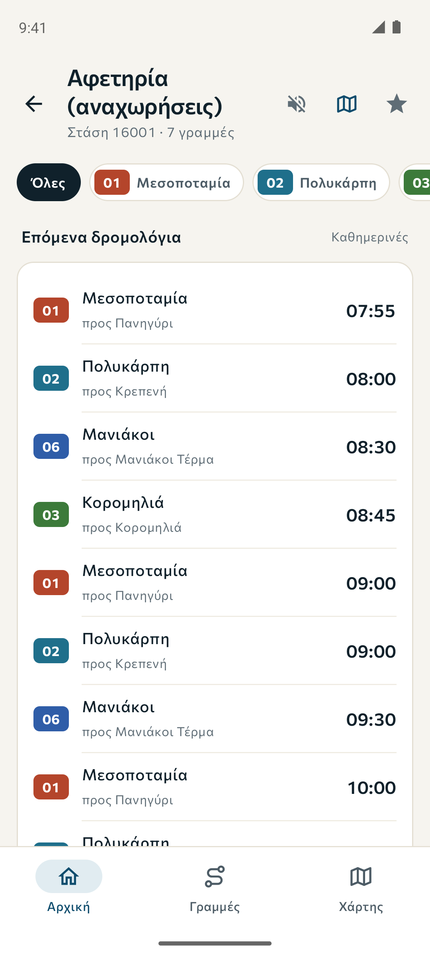 9:41
Αφετηρία
(αναχωρήσεις)
Στάση 16001 · 7 γραμμές
Όλες
01 Μεσοποταμία
02 Πολυκάρπη
03
Επόμενα δρομολόγια
Καθημερινές
01 Μεσοποταμία 07:55
προς Πανηγύρι
02 Πολυκάρπη 08:00
προς Κρεπενή
06 Μανιάκοι 08:30
προς Μανιάκοι Τέρμα
03 Κορομηλιά 08:45
προς Κορομηλιά
01 Μεσοποταμία 09:00
προς Πανηγύρι
02 Πολυκάρπη 09:00
προς Κρεπενή
06 Μανιάκοι 09:30
προς Μανιάκοι Τέρμα
01 Μεσοποταμία 10:00
προς Πανηγύρι
Πολυκάρπη
Αρχική
Γραμμές
Χάρτης